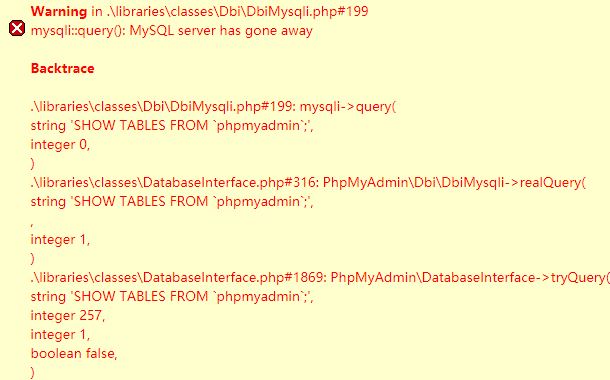 Warning in .\libraries\classes\Dbi\DbiMysqli.php#199
mysqli::query(): MySQL server has gone away
Backtrace
.\libraries\classes\Dbi\DbiMysqli.php#199: mysqli->query(
string 'SHOW TABLES FROM `phpmyadmin`;',
integer 0,
)
.\libraries\classes\DatabaseInterface.php#316: PhpMyAdmin\Dbi\DbiMysqli->realQuery(
string 'SHOW TABLES FROM `phpmyadmin`;',
,
integer 1,
)
.\libraries\classes\DatabaseInterface.php#1869: PhpMyAdmin\DatabaseInterface->tryQuery(
string 'SHOW TABLES FROM `phpmyadmin`;',
integer 257,
integer 1,
boolean false,
)